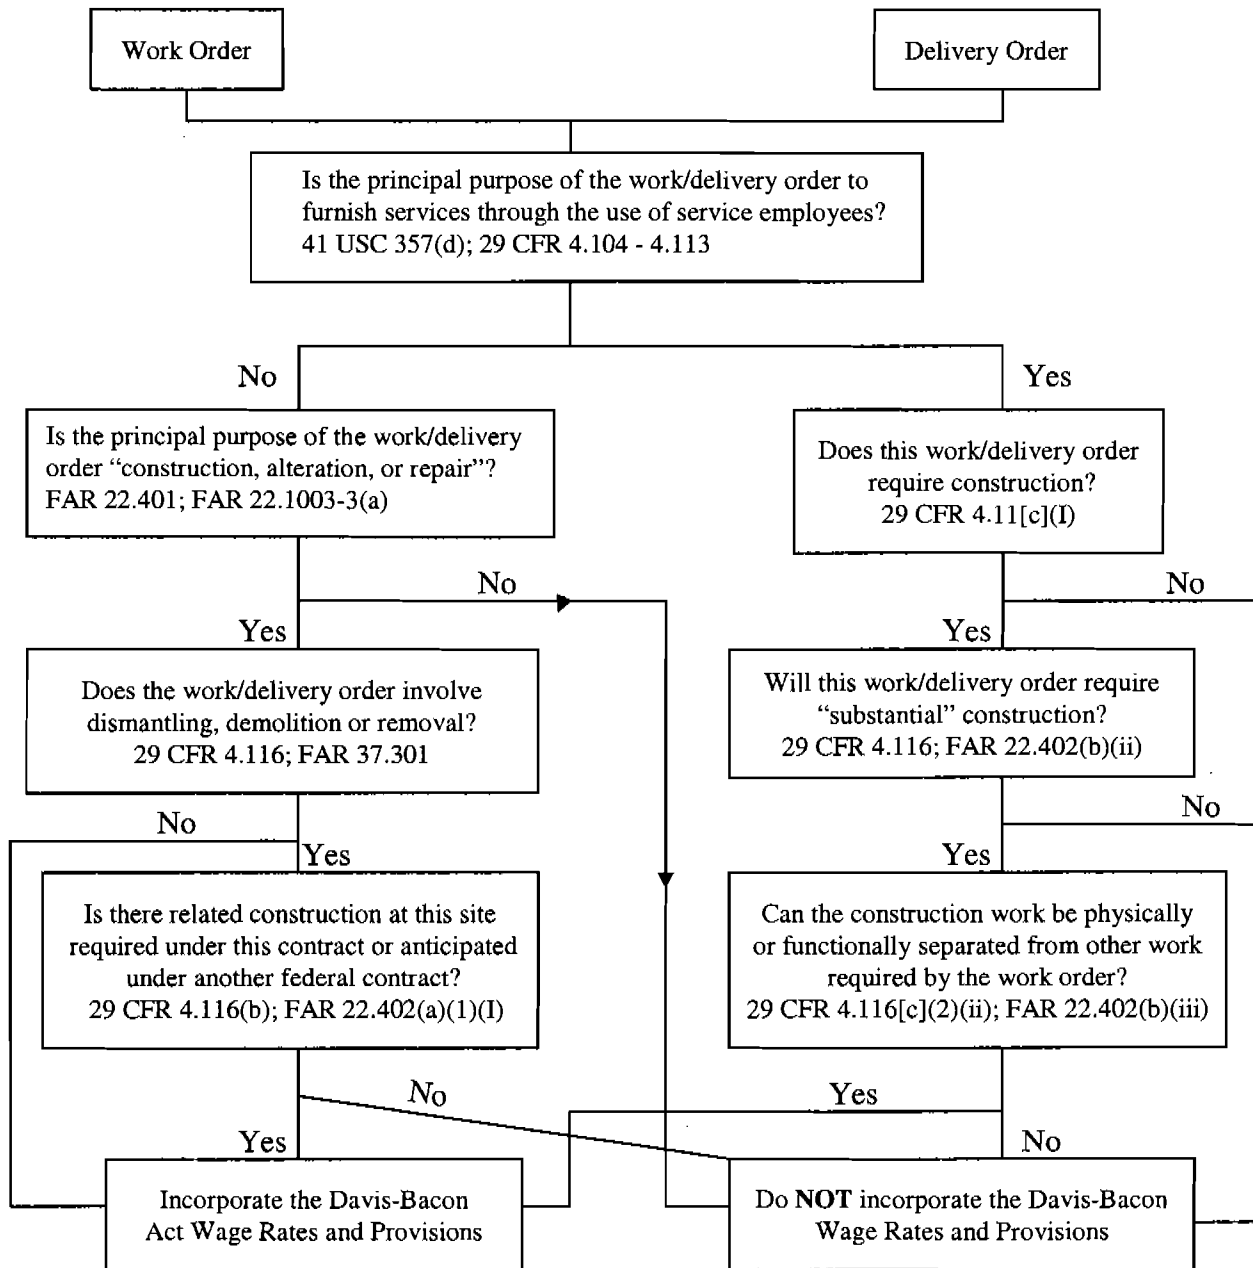 Work Order
Delivery Order
Is the principal purpose of the work/delivery order to
furnish services through the use of service employees?
41 USC 357(d); 29 CFR 4.104 - 4.113
No
Yes
Is the principal purpose of the work/delivery
order “construction, alteration, or repair”?
FAR 22.401; FAR 22.1003-3(a)
Does this work/delivery order
require construction?
29 CFR 4.11[c](I)
No
No
Yes
Yes
Does the work/delivery order involve
dismantling, demolition or removal?
29 CFR 4.116; FAR 37.301
Will this work/delivery order require
“substantial” construction?
29 CFR 4.116; FAR 22.402(b)(ii)
No
No
Yes
Yes
Is there related construction at this site
required under this contract or anticipated
under another federal contract?
29 CFR 4.116(b); FAR 22.402(a)(1)(I)
Can the construction work be physically
or functionally separated from other work
required by the work order?
29 CFR 4.116[c](2)(ii); FAR 22.402(b)(iii)
No
Yes
Yes
No
Incorporate the Davis-Bacon
Act Wage Rates and Provisions
Do NOT incorporate the Davis-Bacon
Wage Rates and Provisions